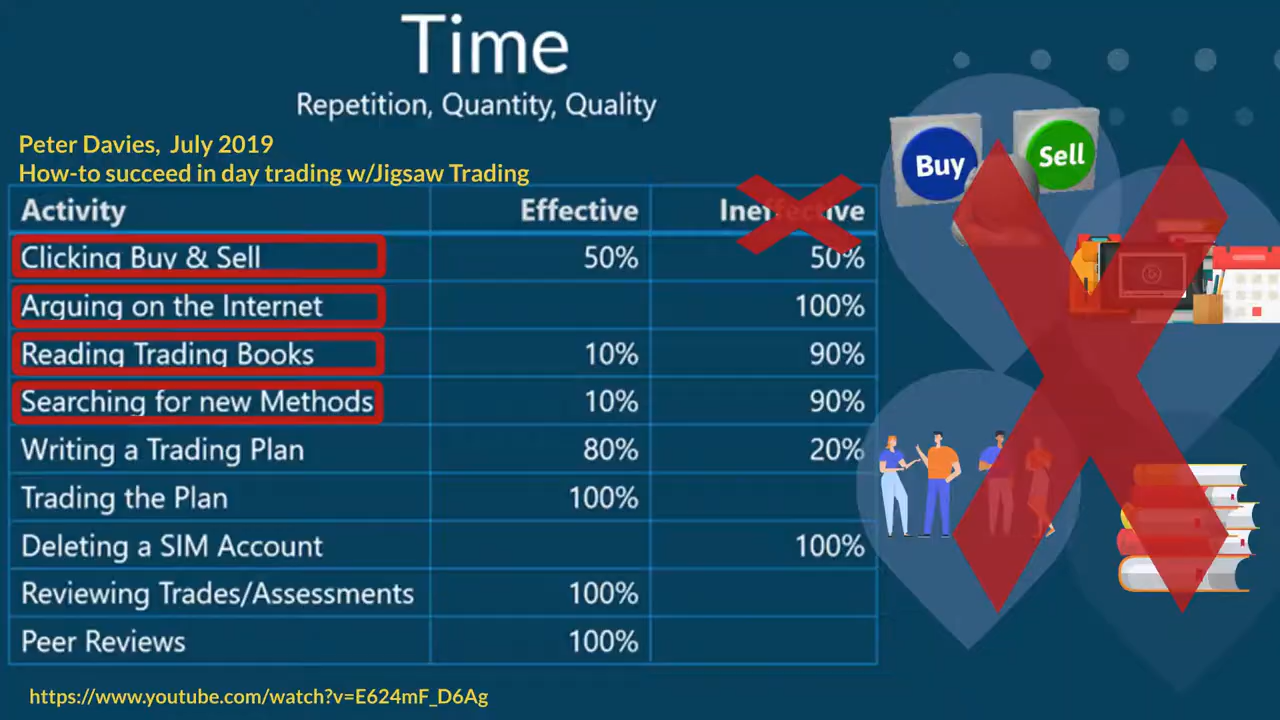 Time
Repetition, Quantity, Quality
Peter Davies, July 2019
How-to succeed in day trading w/Jigsaw Trading
Buy
Sell
Activity Effective Ineffective
Clicking Buy & Sell 50% 50%
Arguing on the Internet 100%
Reading Trading Books 10% 90%
Searching for new Methods 10% 90%
Writing a Trading Plan 80% 20%
Trading the Plan 100%
Deleting a SIM Account 100%
Reviewing Trades/Assessments 100%
Peer Reviews 100%
https://www.youtube.com/watch?v=E624mF_D6Ag